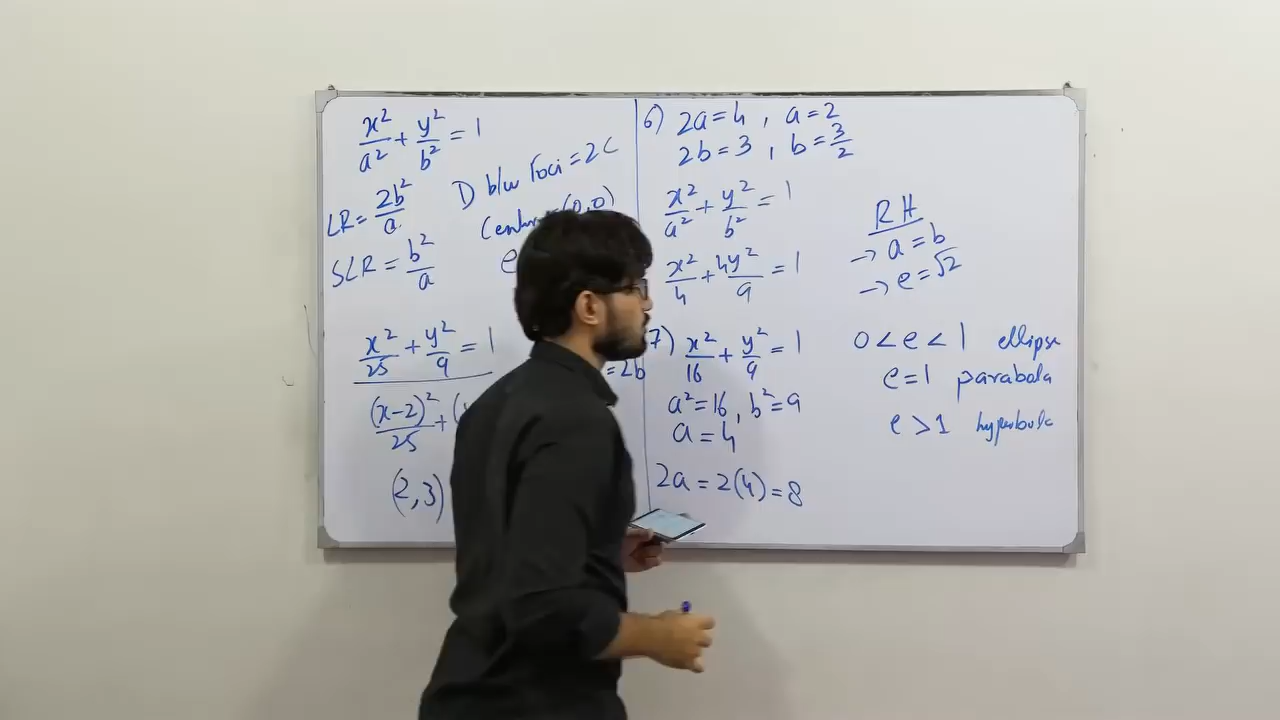 x²/a² + y²/b² = 1
D b/w Foci = 2C
LR = 2b²/a
(0,0)
SLR = b²/a
e
x²/25 + y²/9 = 1
= 2b
(x-2)²/25 + (
(2,3)
6) 2a = 4 , a = 2
2b = 3 , b = 3/2
x²/a² + y²/b² = 1
x²/4 + 4y²/9 = 1
7) x²/16 + y²/9 = 1
a² = 16 , b² = 9
a = 4
2a = 2(4) = 8
RH
→ a = b
→ e = √2
0 < e < 1 ellipse
e = 1 parabola
e > 1 hyperbola